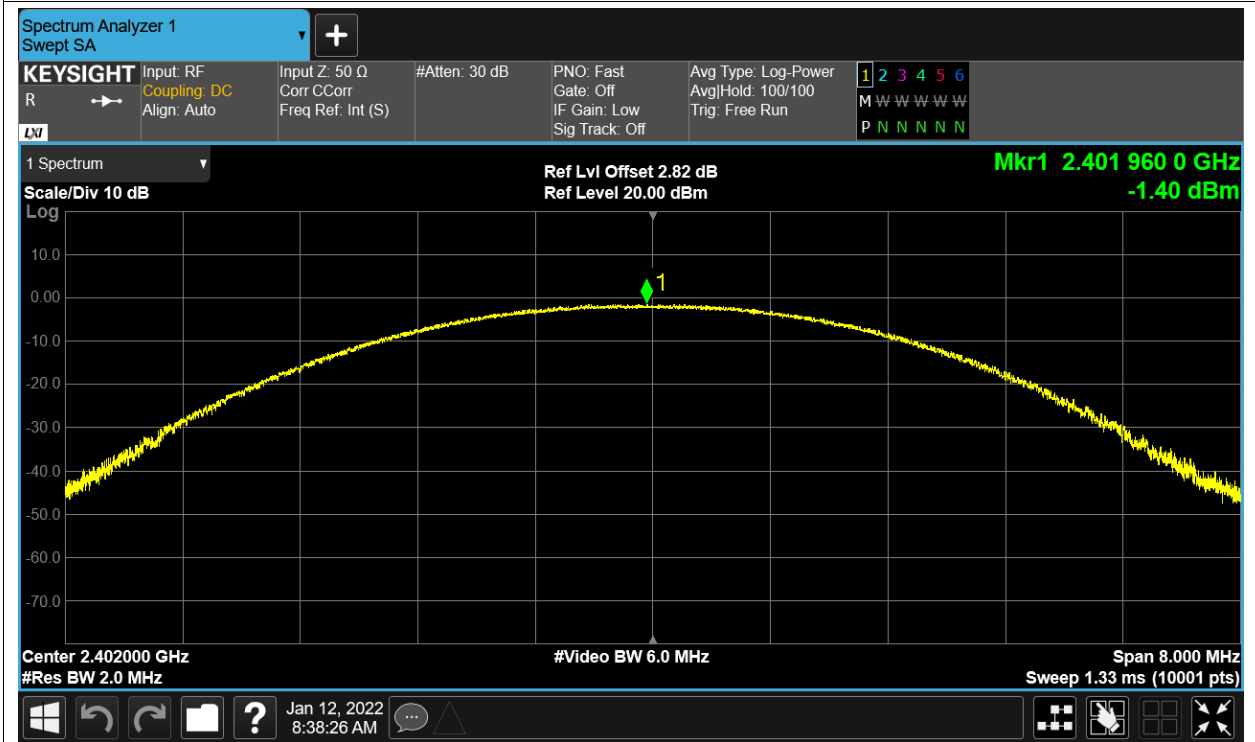 Spectrum Analyzer 1
Swept SA
KEYSIGHT
R
LXI
Input: RF
Coupling: DC
Align: Auto
Input Z: 50 Ω
Corr CCorr
Freq Ref: Int (S)
#Atten: 30 dB
PNO: Fast
Gate: Off
IF Gain: Low
Sig Track: Off
Avg Type: Log-Power
Avg|Hold: 100/100
Trig: Free Run
1 2 3 4 5 6
M W W W W W
P N N N N N
1 Spectrum
Scale/Div 10 dB
Log
Ref Lvl Offset 2.82 dB
Ref Level 20.00 dBm
Mkr1 2.401 960 0 GHz
-1.40 dBm
10.0
0.00
-10.0
-20.0
-30.0
-40.0
-50.0
-60.0
-70.0
1
Center 2.402000 GHz
#Res BW 2.0 MHz
#Video BW 6.0 MHz
Span 8.000 MHz
Sweep 1.33 ms (10001 pts)
?
Jan 12, 2022
8:38:26 AM